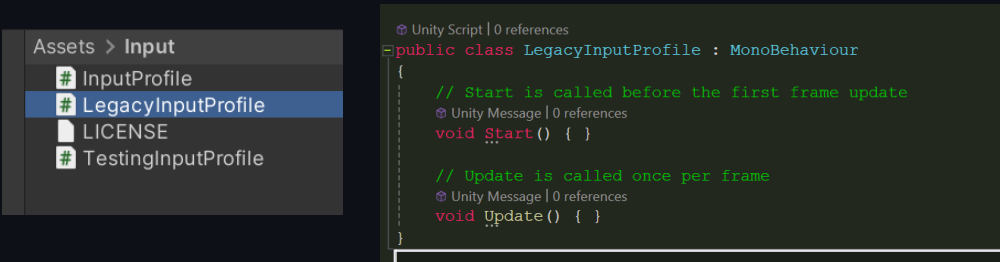 Assets > Input
InputProfile
LegacyInputProfile
LICENSE
TestingInputProfile
Unity Script | 0 references
public class LegacyInputProfile : MonoBehaviour
{
// Start is called before the first frame update
Unity Message | 0 references
void Start() { }
// Update is called once per frame
Unity Message | 0 references
void Update() { }
}